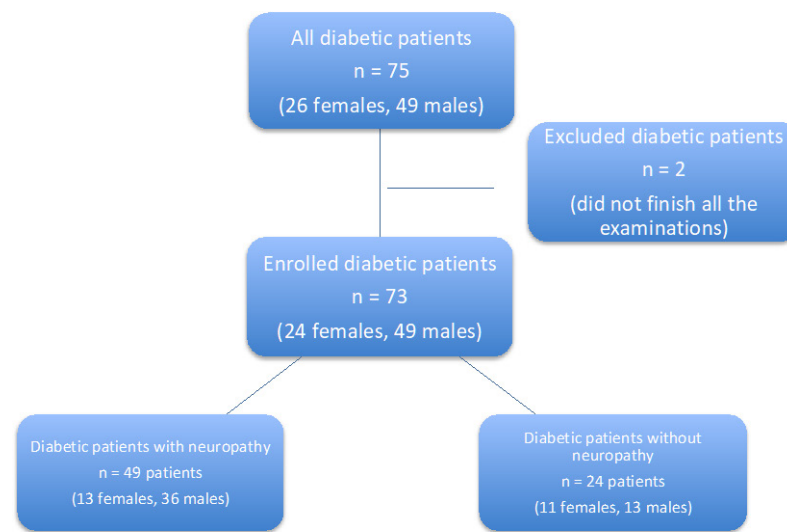 All diabetic patients
n = 75
(26 females, 49 males)
Excluded diabetic patients
n = 2
(did not finish all the
examinations)
Enrolled diabetic patients
n = 73
(24 females, 49 males)
Diabetic patients with neuropathy
n = 49 patients
(13 females, 36 males)
Diabetic patients without
neuropathy
n = 24 patients
(11 females, 13 males)